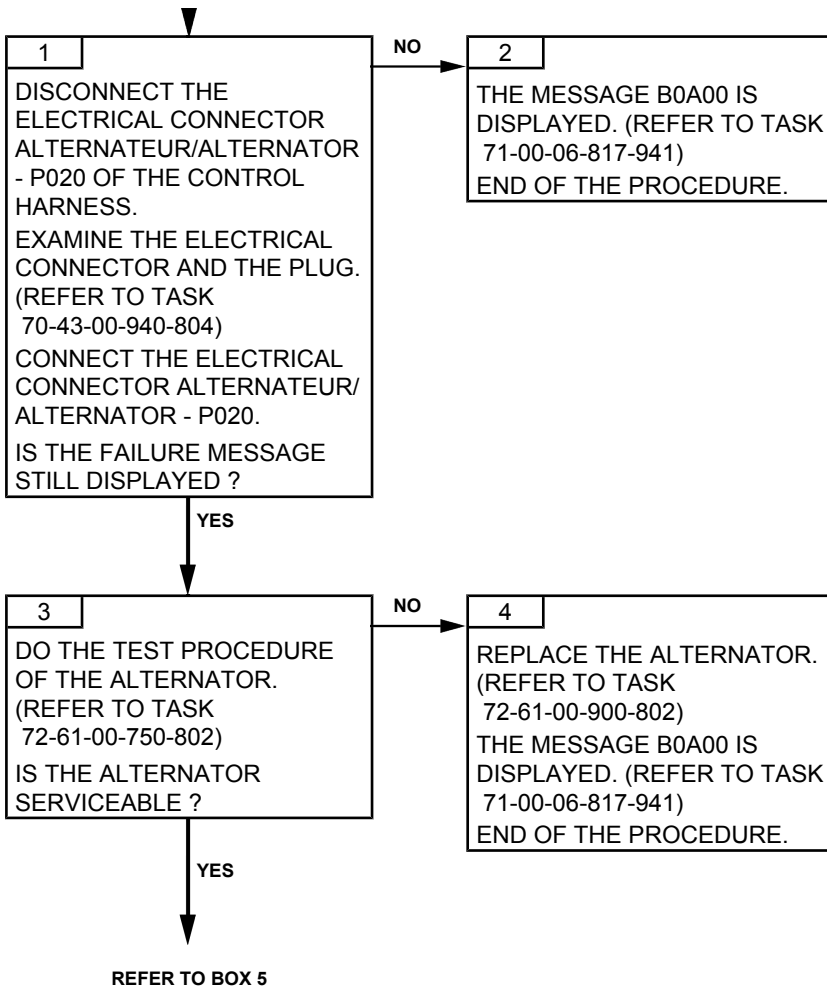 1
DISCONNECT THE
ELECTRICAL CONNECTOR
ALTERNATEUR/ALTERNATOR
- P020 OF THE CONTROL
HARNESS.
EXAMINE THE ELECTRICAL
CONNECTOR AND THE PLUG.
(REFER TO TASK
70-43-00-940-804)
CONNECT THE ELECTRICAL
CONNECTOR ALTERNATEUR/
ALTERNATOR - P020.
IS THE FAILURE MESSAGE
STILL DISPLAYED ?
NO
2
THE MESSAGE B0A00 IS
DISPLAYED. (REFER TO TASK
71-00-06-817-941)
END OF THE PROCEDURE.
YES
3
DO THE TEST PROCEDURE
OF THE ALTERNATOR.
(REFER TO TASK
72-61-00-750-802)
IS THE ALTERNATOR
SERVICEABLE ?
NO
4
REPLACE THE ALTERNATOR.
(REFER TO TASK
72-61-00-900-802)
THE MESSAGE B0A00 IS
DISPLAYED. (REFER TO TASK
71-00-06-817-941)
END OF THE PROCEDURE.
YES
REFER TO BOX 5